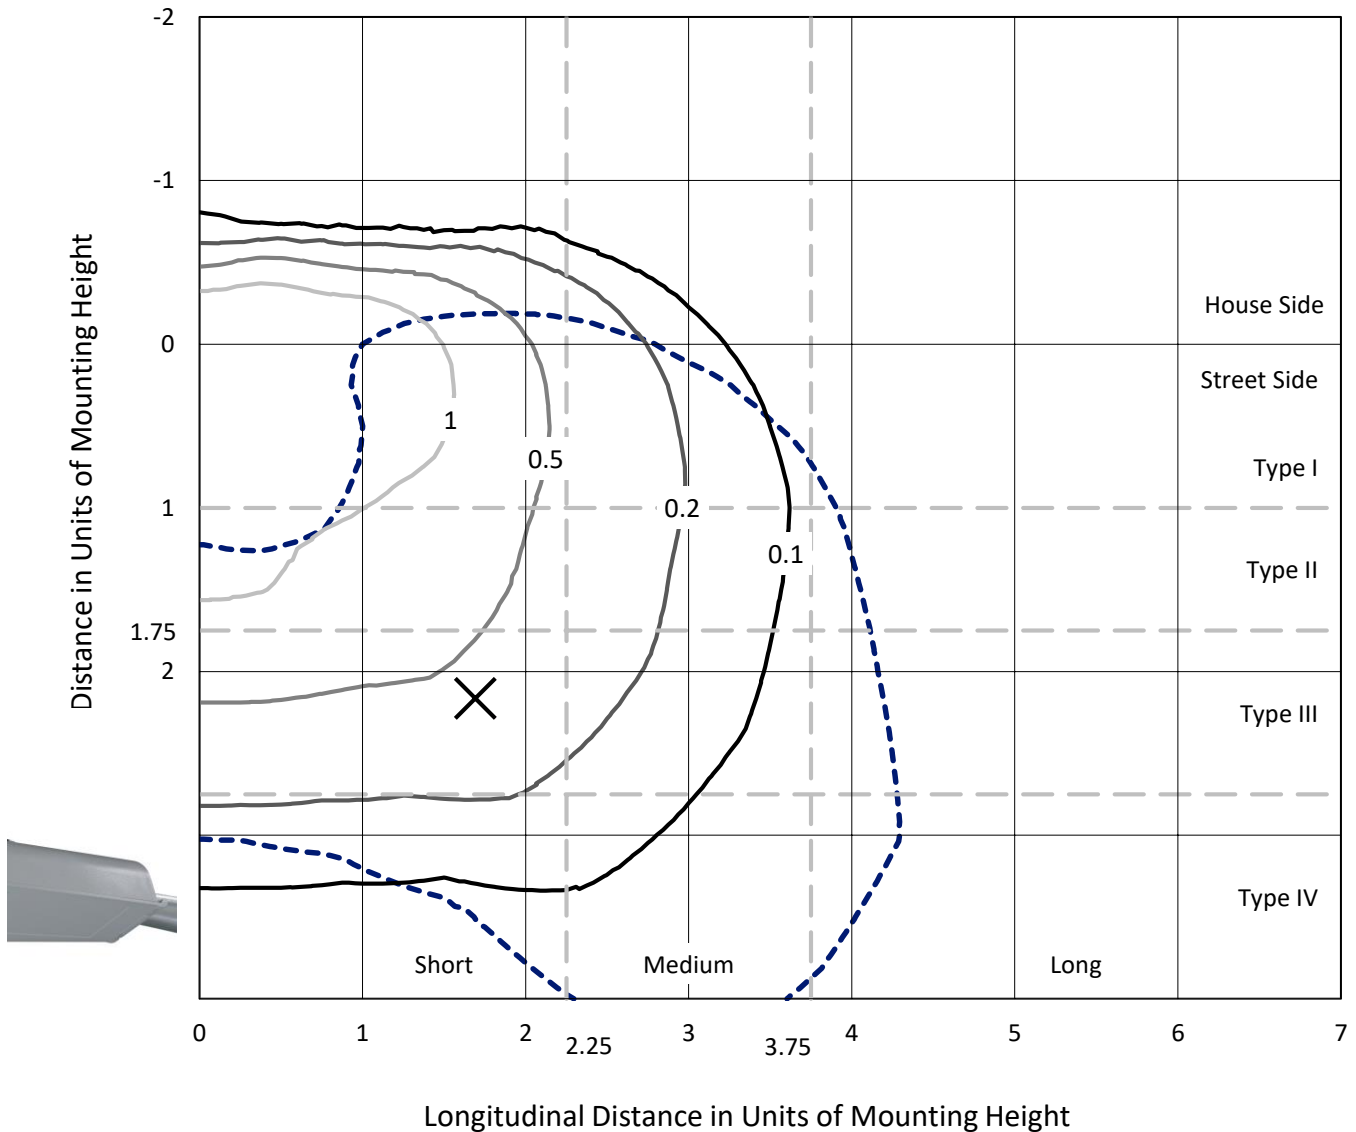 -2
-1
0
1
1.75
2
Distance in Units of Mounting Height
House Side
Street Side
Type I
Type II
Type III
Type IV
1
0.5
0.2
0.1
Short
Medium
Long
0
1
2
2.25
3
3.75
4
5
6
7
Longitudinal Distance in Units of Mounting Height